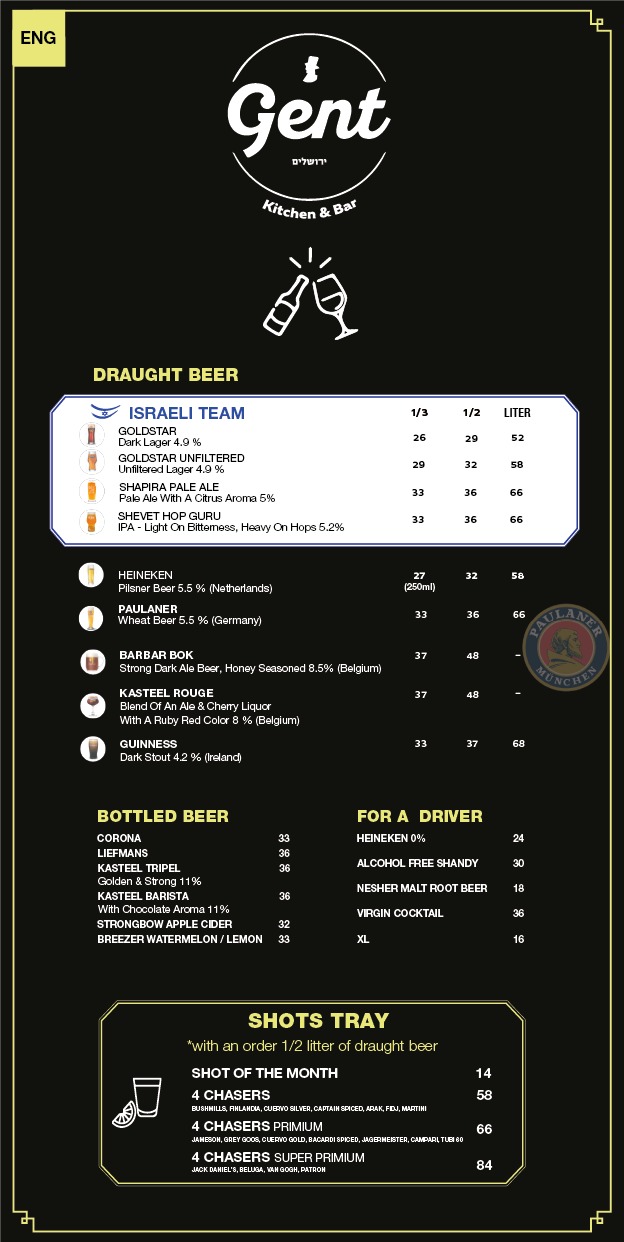 ENG
Gent
ירושלים
Kitchen & Bar
DRAUGHT BEER
ISRAELI TEAM 1/3 1/2 LITER
GOLDSTAR
Dark Lager 4.9 % 26 29 52
GOLDSTAR UNFILTERED
Unfiltered Lager 4.9 % 29 32 58
SHAPIRA PALE ALE
Pale Ale With A Citrus Aroma 5% 33 36 66
SHEVET HOP GURU 33 36 66
IPA - Light On Bitterness, Heavy On Hops 5.2%
HEINEKEN 27 32 58
Pilsner Beer 5.5 % (Netherlands) (250ml)
PAULANER
Wheat Beer 5.5 % (Germany) 33 36 66
PAULANER
MÜNCHEN
BARBAR BOK 37 48 –
Strong Dark Ale Beer, Honey Seasoned 8.5% (Belgium)
KASTEEL ROUGE 37 48 –
Blend Of An Ale & Cherry Liquor
With A Ruby Red Color 8 % (Belgium)
GUINNESS 33 37 68
Dark Stout 4.2 % (Ireland)
BOTTLED BEER
CORONA 33
LIEFMANS 36
KASTEEL TRIPEL 36
Golden & Strong 11%
KASTEEL BARISTA 36
With Chocolate Aroma 11%
STRONGBOW APPLE CIDER 32
BREEZER WATERMELON / LEMON 33
FOR A DRIVER
HEINEKEN 0% 24
ALCOHOL FREE SHANDY 30
NESHER MALT ROOT BEER 18
VIRGIN COCKTAIL 36
XL 16
SHOTS TRAY
*with an order 1/2 litter of draught beer
SHOT OF THE MONTH 14
4 CHASERS 58
BUSHMILLS, FINLANDIA, CUERVO SILVER, CAPTAIN SPICED, ARAK, FIDJ, MARTINI
4 CHASERS PRIMIUM 66
JAMESON, GREY GOOS, CUERVO GOLD, BACARDI SPICED, JAGERMEISTER, CAMPARI, TUBI 60
4 CHASERS SUPER PRIMIUM 84
JACK DANIEL'S, BELUGA, VAN GOGH, PATRON